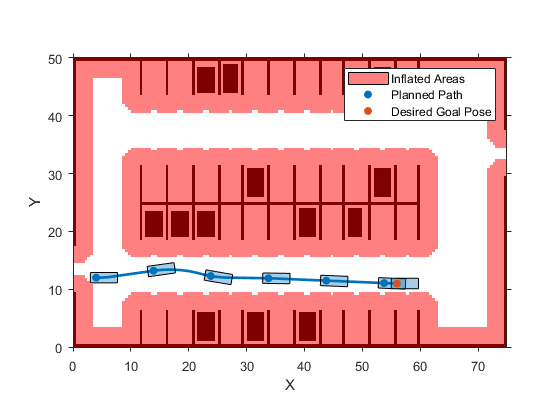 50
40
30
20
10
0
Y
Inflated Areas
Planned Path
Desired Goal Pose
0 10 20 30 40 50 60 70
X